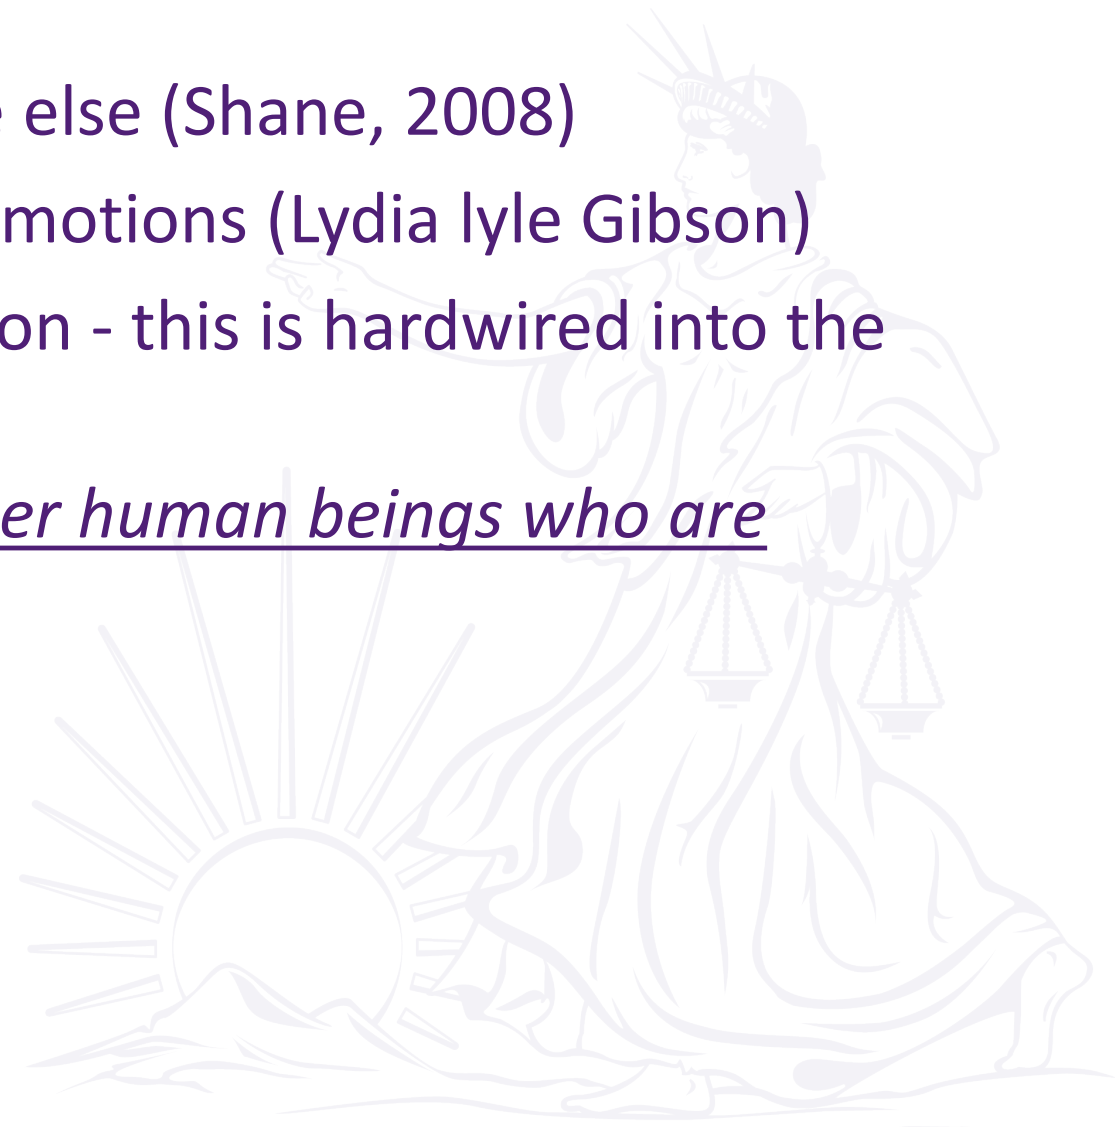 else (Shane, 2008)
motions (Lydia lyle Gibson)
on - this is hardwired into the
er human beings who are